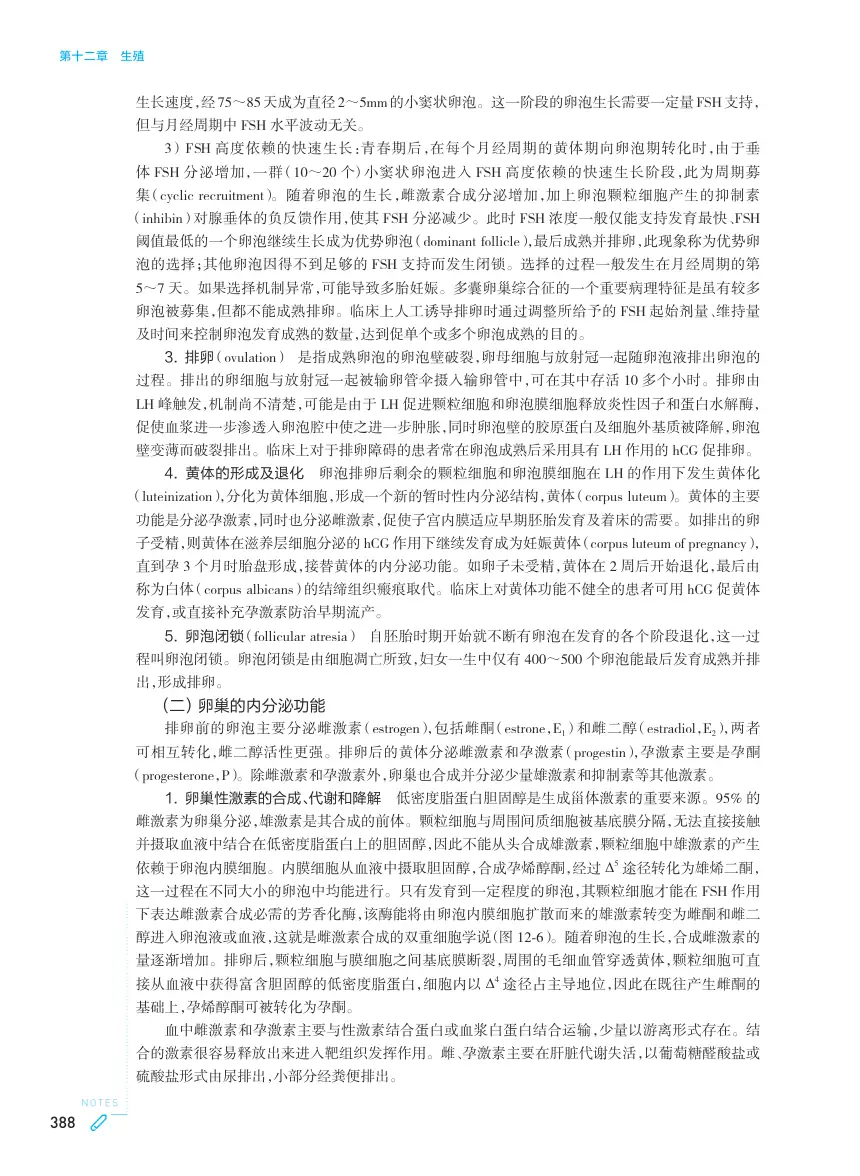 第十二章 生殖
生长速度,经75～85天成为直径2～5mm的小窦状卵泡。这一阶段的卵泡生长需要一定量FSH支持,
但与月经周期中 FSH 水平波动无关。
3）FSH 高度依赖的快速生长:青春期后,在每个月经周期的黄体期向卵泡期转化时,由于垂
体 FSH 分泌增加,一群(10～20 个)小窦状卵泡进入 FSH 高度依赖的快速生长阶段,此为周期募
集(cyclic recruitment)。随着卵泡的生长,雌激素合成分泌增加,加上卵泡颗粒细胞产生的抑制素
(inhibin)对腺垂体的负反馈作用,使其 FSH 分泌减少。此时 FSH 浓度一般仅能支持发育最快、FSH
阈值最低的一个卵泡继续生长成为优势卵泡(dominant follicle),最后成熟并排卵,此现象称为优势卵
泡的选择;其他卵泡因得不到足够的 FSH 支持而发生闭锁。选择的过程一般发生在月经周期的第
5～7 天。如果选择机制异常,可能导致多胎妊娠。多囊卵巢综合征的一个重要病理特征是虽有较多
卵泡被募集,但都不能成熟排卵。临床上人工诱导排卵时通过调整所给予的 FSH 起始剂量、维持量
及时间来控制卵泡发育成熟的数量,达到促单个或多个卵泡成熟的目的。
3. 排卵(ovulation) 是指成熟卵泡的卵泡壁破裂,卵母细胞与放射冠一起随卵泡液排出卵泡的
过程。排出的卵细胞与放射冠一起被输卵管伞摄入输卵管中,可在其中存活 10 多个小时。排卵由
LH 峰触发,机制尚不清楚,可能是由于 LH 促进颗粒细胞和卵泡膜细胞释放炎性因子和蛋白水解酶,
促使血浆进一步渗透入卵泡腔中使之进一步肿胀,同时卵泡壁的胶原蛋白及细胞外基质被降解,卵泡
壁变薄而破裂排出。临床上对于排卵障碍的患者常在卵泡成熟后采用具有 LH 作用的 hCG 促排卵。
4. 黄体的形成及退化 卵泡排卵后剩余的颗粒细胞和卵泡膜细胞在 LH 的作用下发生黄体化
(luteinization),分化为黄体细胞,形成一个新的暂时性内分泌结构,黄体(corpus luteum)。黄体的主要
功能是分泌孕激素,同时也分泌雌激素,促使子宫内膜适应早期胚胎发育及着床的需要。如排出的卵
子受精,则黄体在滋养层细胞分泌的 hCG 作用下继续发育成为妊娠黄体(corpus luteum of pregnancy),
直到孕 3 个月时胎盘形成,接替黄体的内分泌功能。如卵子未受精,黄体在 2 周后开始退化,最后由
称为白体(corpus albicans)的结缔组织瘢痕取代。临床上对黄体功能不健全的患者可用 hCG 促黄体
发育,或直接补充孕激素防治早期流产。
5. 卵泡闭锁(follicular atresia) 自胚胎时期开始就不断有卵泡在发育的各个阶段退化,这一过
程叫卵泡闭锁。卵泡闭锁是由细胞凋亡所致,妇女一生中仅有 400～500 个卵泡能最后发育成熟并排
出,形成排卵。
(二) 卵巢的内分泌功能
排卵前的卵泡主要分泌雌激素(estrogen),包括雌酮(estrone,E₁)和雌二醇(estradiol,E₂),两者
可相互转化,雌二醇活性更强。排卵后的黄体分泌雌激素和孕激素(progestin),孕激素主要是孕酮
(progesterone,P)。除雌激素和孕激素外,卵巢也合成并分泌少量雄激素和抑制素等其他激素。
1. 卵巢性激素的合成、代谢和降解 低密度脂蛋白胆固醇是生成甾体激素的重要来源。95% 的
雌激素为卵巢分泌,雄激素是其合成的前体。颗粒细胞与周围间质细胞被基底膜分隔,无法直接接触
并摄取血液中结合在低密度脂蛋白上的胆固醇,因此不能从头合成雄激素,颗粒细胞中雄激素的产生
依赖于卵泡内膜细胞。内膜细胞从血液中摄取胆固醇,合成孕烯醇酮,经过 Δ⁵ 途径转化为雄烯二酮,
这一过程在不同大小的卵泡中均能进行。只有发育到一定程度的卵泡,其颗粒细胞才能在 FSH 作用
下表达雌激素合成必需的芳香化酶,该酶能将由卵泡内膜细胞扩散而来的雄激素转变为雌酮和雌二
醇进入卵泡液或血液,这就是雌激素合成的双重细胞学说(图 12-6)。随着卵泡的生长,合成雌激素的
量逐渐增加。排卵后,颗粒细胞与膜细胞之间基底膜断裂,周围的毛细血管穿透黄体,颗粒细胞可直
接从血液中获得富含胆固醇的低密度脂蛋白,细胞内以 Δ⁴ 途径占主导地位,因此在既往产生雌酮的
基础上,孕烯醇酮可被转化为孕酮。
血中雌激素和孕激素主要与性激素结合蛋白或血浆白蛋白结合运输,少量以游离形式存在。结
合的激素很容易释放出来进入靶组织发挥作用。雌、孕激素主要在肝脏代谢失活,以葡萄糖醛酸盐或
硫酸盐形式由尿排出,小部分经粪便排出。
NOTES
388